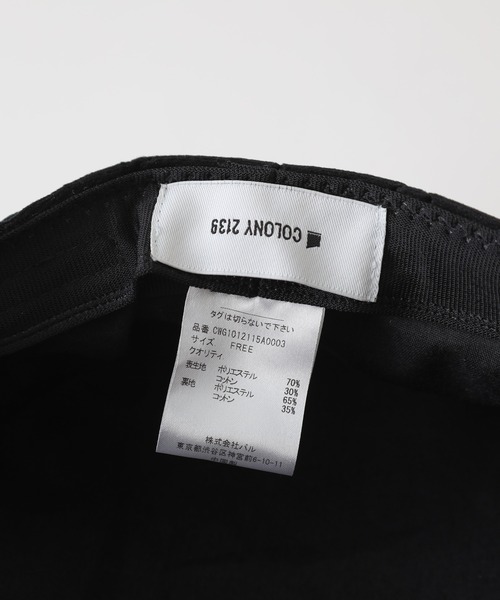 COLONY 2139
タグは切らないで下さい
品番 CWG1012115A0003
サイズ FREE
クオリティ
表生地 ポリエステル 70%
コットン 30%
裏地 ポリエステル 65%
コットン 35%
株式会社パル
東京都渋谷区神宮前6-10-11